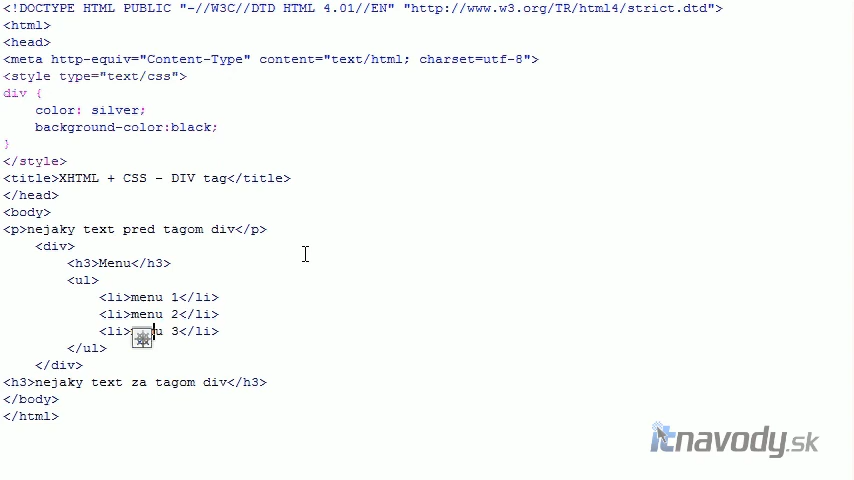 <!DOCTYPE HTML PUBLIC "-//W3C//DTD HTML 4.01//EN" "http://www.w3.org/TR/html4/strict.dtd">
<html>
<head>
<meta http-equiv="Content-Type" content="text/html; charset=utf-8">
<style type="text/css">
div {
    color: silver;
    background-color:black;
}
</style>
<title>XHTML + CSS - DIV tag</title>
</head>
<body>
<p>nejaky text pred tagom div</p>
    <div>
        <h3>Menu</h3>
        <ul>
            <li>menu 1</li>
            <li>menu 2</li>
            <li>menu 3</li>
        </ul>
    </div>
<h3>nejaky text za tagom div</h3>
</body>
</html>
itnavody.sk